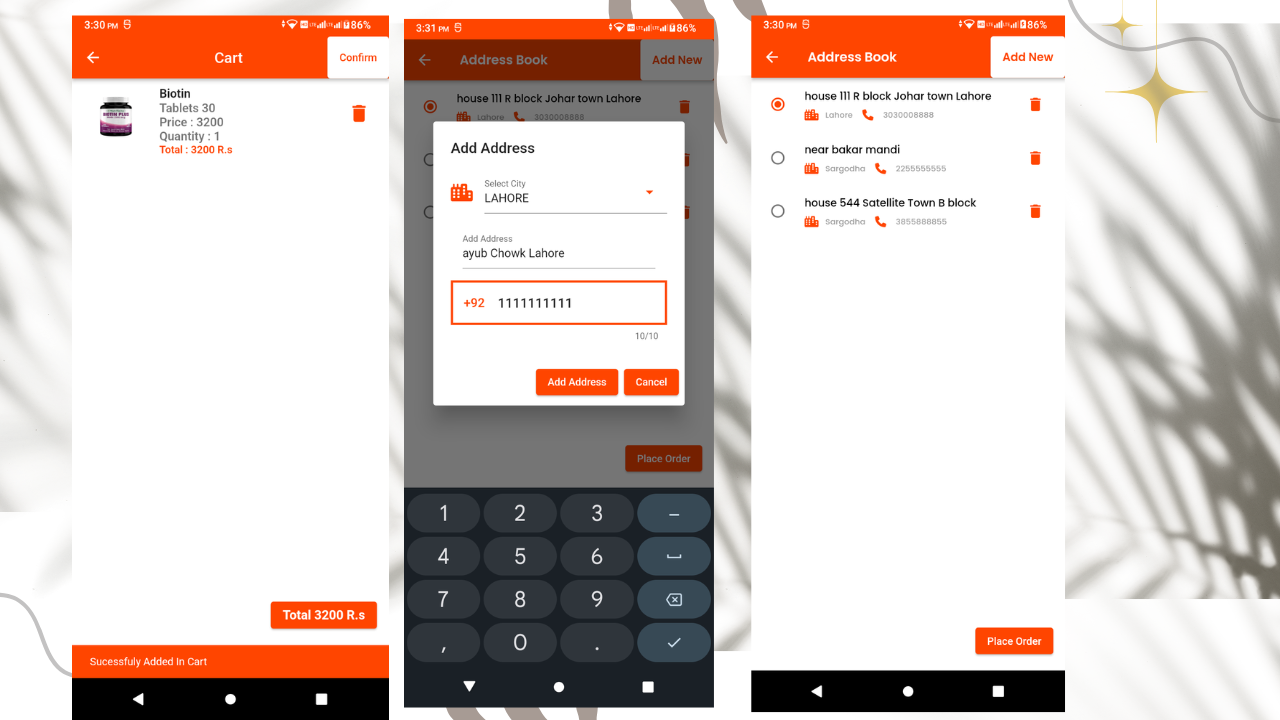 3:30 PM
86%
Cart
Confirm
Biotin
Tablets 30
Price : 3200
Quantity : 1
Total : 3200 R.s
Total 3200 R.s
Sucessfuly Added In Cart
3:31 PM
86%
Address Book
Add New
house 111 R block Johar town Lahore
Lahore 3030008888
Add Address
Select City
LAHORE
Add Address
ayub Chowk Lahore
+92 1111111111
10/10
Add Address Cancel
Place Order
1 2 3 –
4 5 6
7 8 9
, 0 .
3:30 PM
86%
Address Book
Add New
house 111 R block Johar town Lahore
Lahore 3030008888
near bakar mandi
Sargodha 2255555555
house 544 Satellite Town B block
Sargodha 3855888855
Place Order